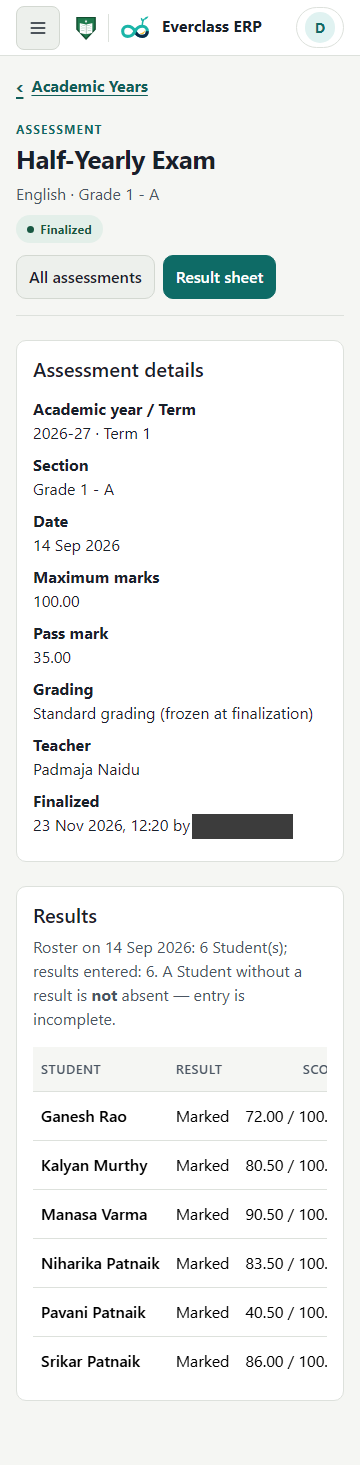 Everclass ERP
D
‹ Academic Years
ASSESSMENT
Half-Yearly Exam
English · Grade 1 - A
Finalized
All assessments
Result sheet
Assessment details
Academic year / Term
2026-27 · Term 1
Section
Grade 1 - A
Date
14 Sep 2026
Maximum marks
100.00
Pass mark
35.00
Grading
Standard grading (frozen at finalization)
Teacher
Padmaja Naidu
Finalized
23 Nov 2026, 12:20 by
Results
Roster on 14 Sep 2026: 6 Student(s);
results entered: 6. A Student without a
result is not absent — entry is
incomplete.
STUDENT RESULT SCO
Ganesh Rao Marked 72.00 / 100.
Kalyan Murthy Marked 80.50 / 100.
Manasa Varma Marked 90.50 / 100.
Niharika Patnaik Marked 83.50 / 100.
Pavani Patnaik Marked 40.50 / 100.
Srikar Patnaik Marked 86.00 / 100.